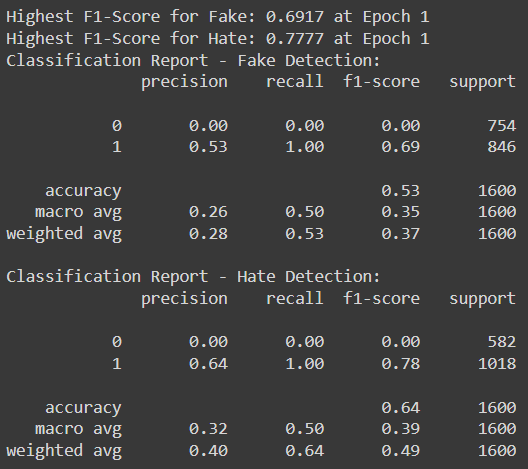 Highest F1-Score for Fake: 0.6917 at Epoch 1
Highest F1-Score for Hate: 0.7777 at Epoch 1
Classification Report - Fake Detection:
precision recall f1-score support
0 0.00 0.00 0.00 754
1 0.53 1.00 0.69 846
accuracy 0.53 1600
macro avg 0.26 0.50 0.35 1600
weighted avg 0.28 0.53 0.37 1600
Classification Report - Hate Detection:
precision recall f1-score support
0 0.00 0.00 0.00 582
1 0.64 1.00 0.78 1018
accuracy 0.64 1600
macro avg 0.32 0.50 0.39 1600
weighted avg 0.40 0.64 0.49 1600